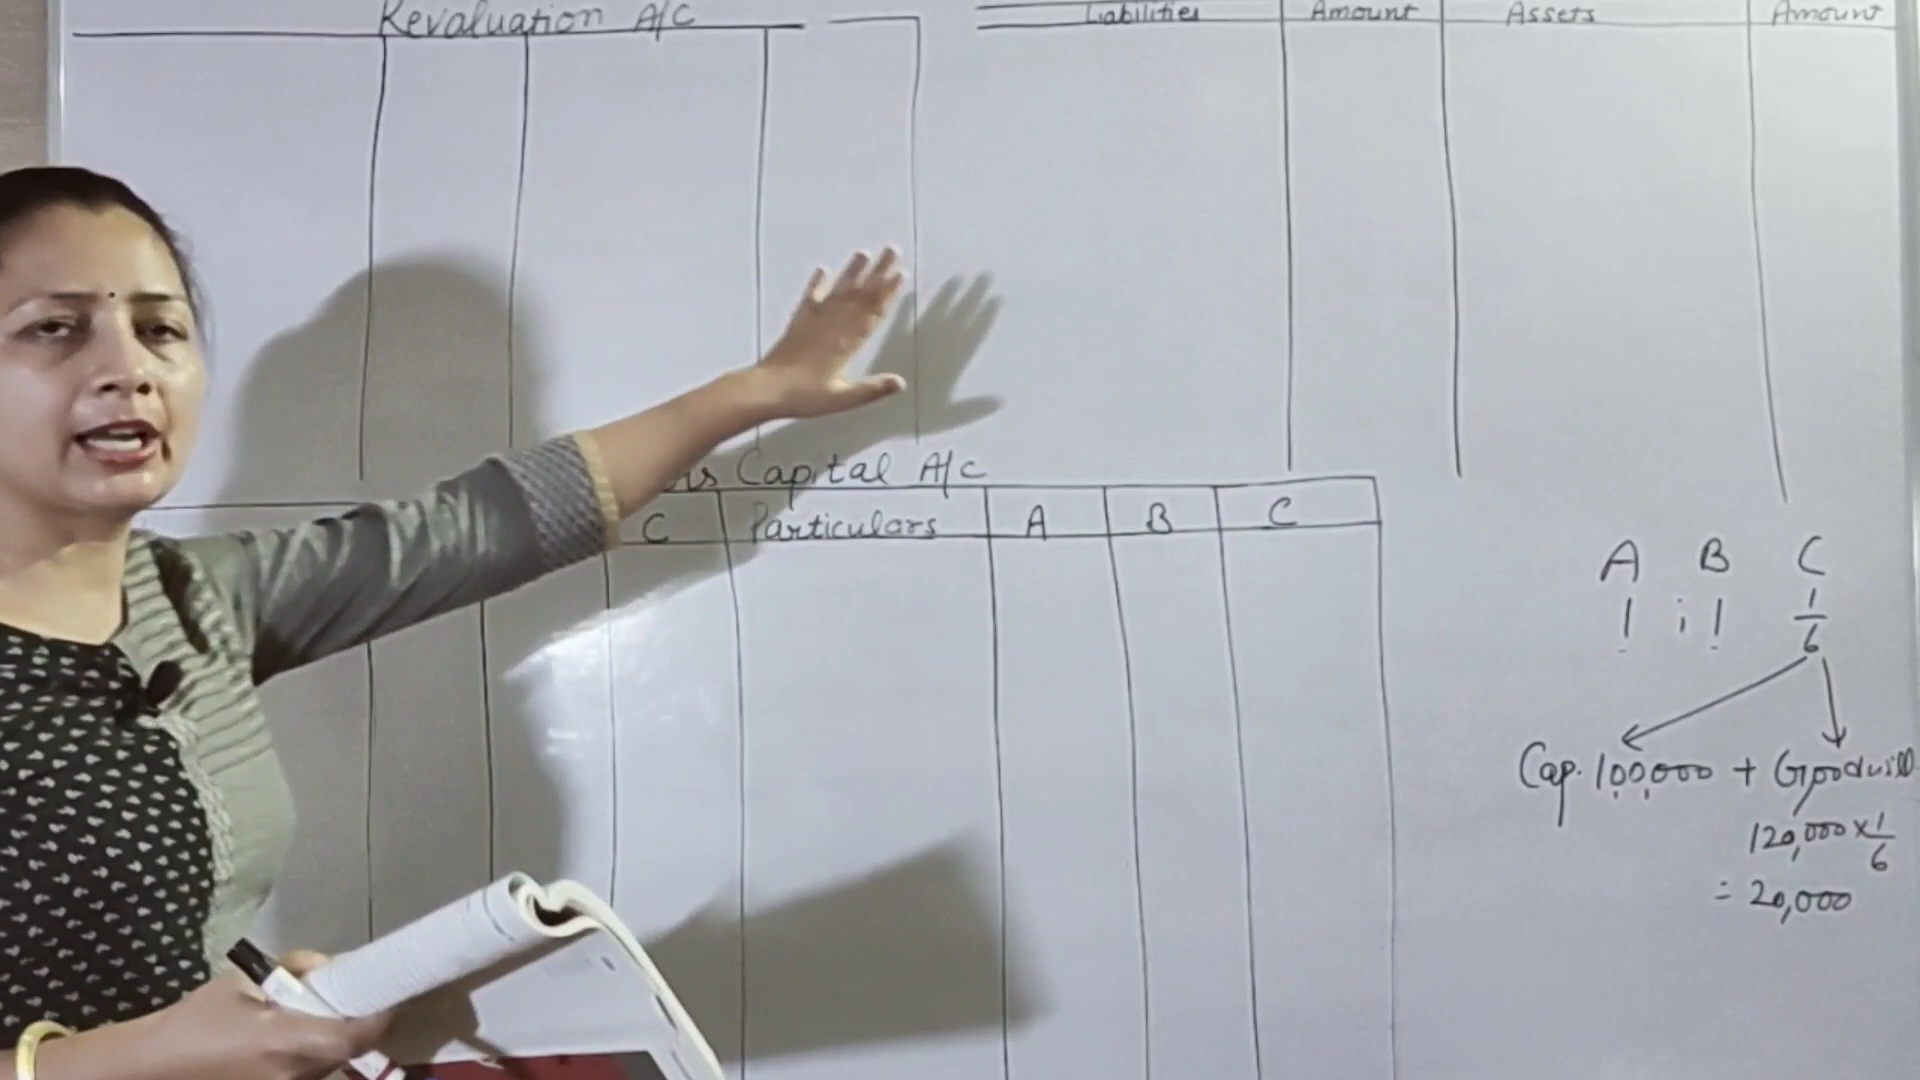 Revaluation A/c
Liabilities Amount Assets Amount
Capital A/c
C Particulars A B C
A B C
1 : 1 1/6
Cap. 100,000 + Goodwill
120,000 x 1/6
= 20,000